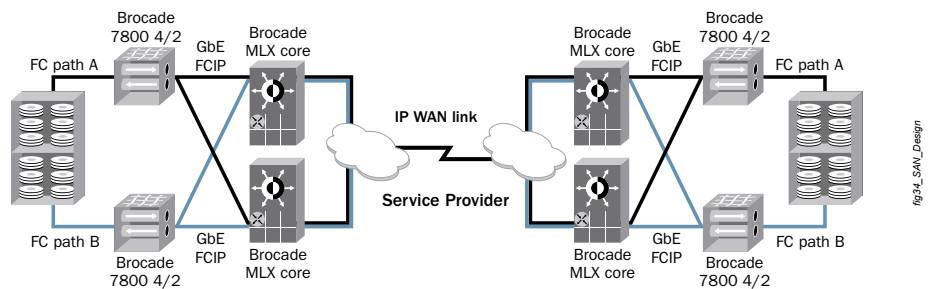 Brocade
7800 4/2
GbE
FCIP
Brocade
MLX core
FC path A
Brocade
MLX core
GbE
FCIP
Brocade
7800 4/2
FC path A
IP WAN link
Service Provider
FC path B
Brocade
7800 4/2
GbE
FCIP
Brocade
MLX core
Brocade
MLX core
GbE
FCIP
Brocade
7800 4/2
FC path B
fig34_SAN_Design